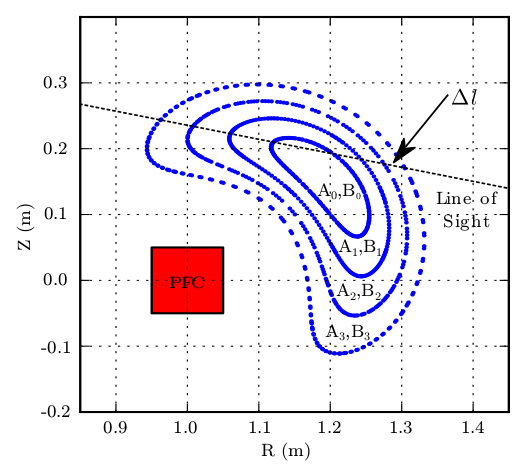 0.3
0.2
0.1
0.0
-0.1
-0.2
Z (m)
Δl
Line of
Sight
A₀,B₀
A₁,B₁
A₂,B₂
A₃,B₃
PFC
0.9 1.0 1.1 1.2 1.3 1.4
R (m)